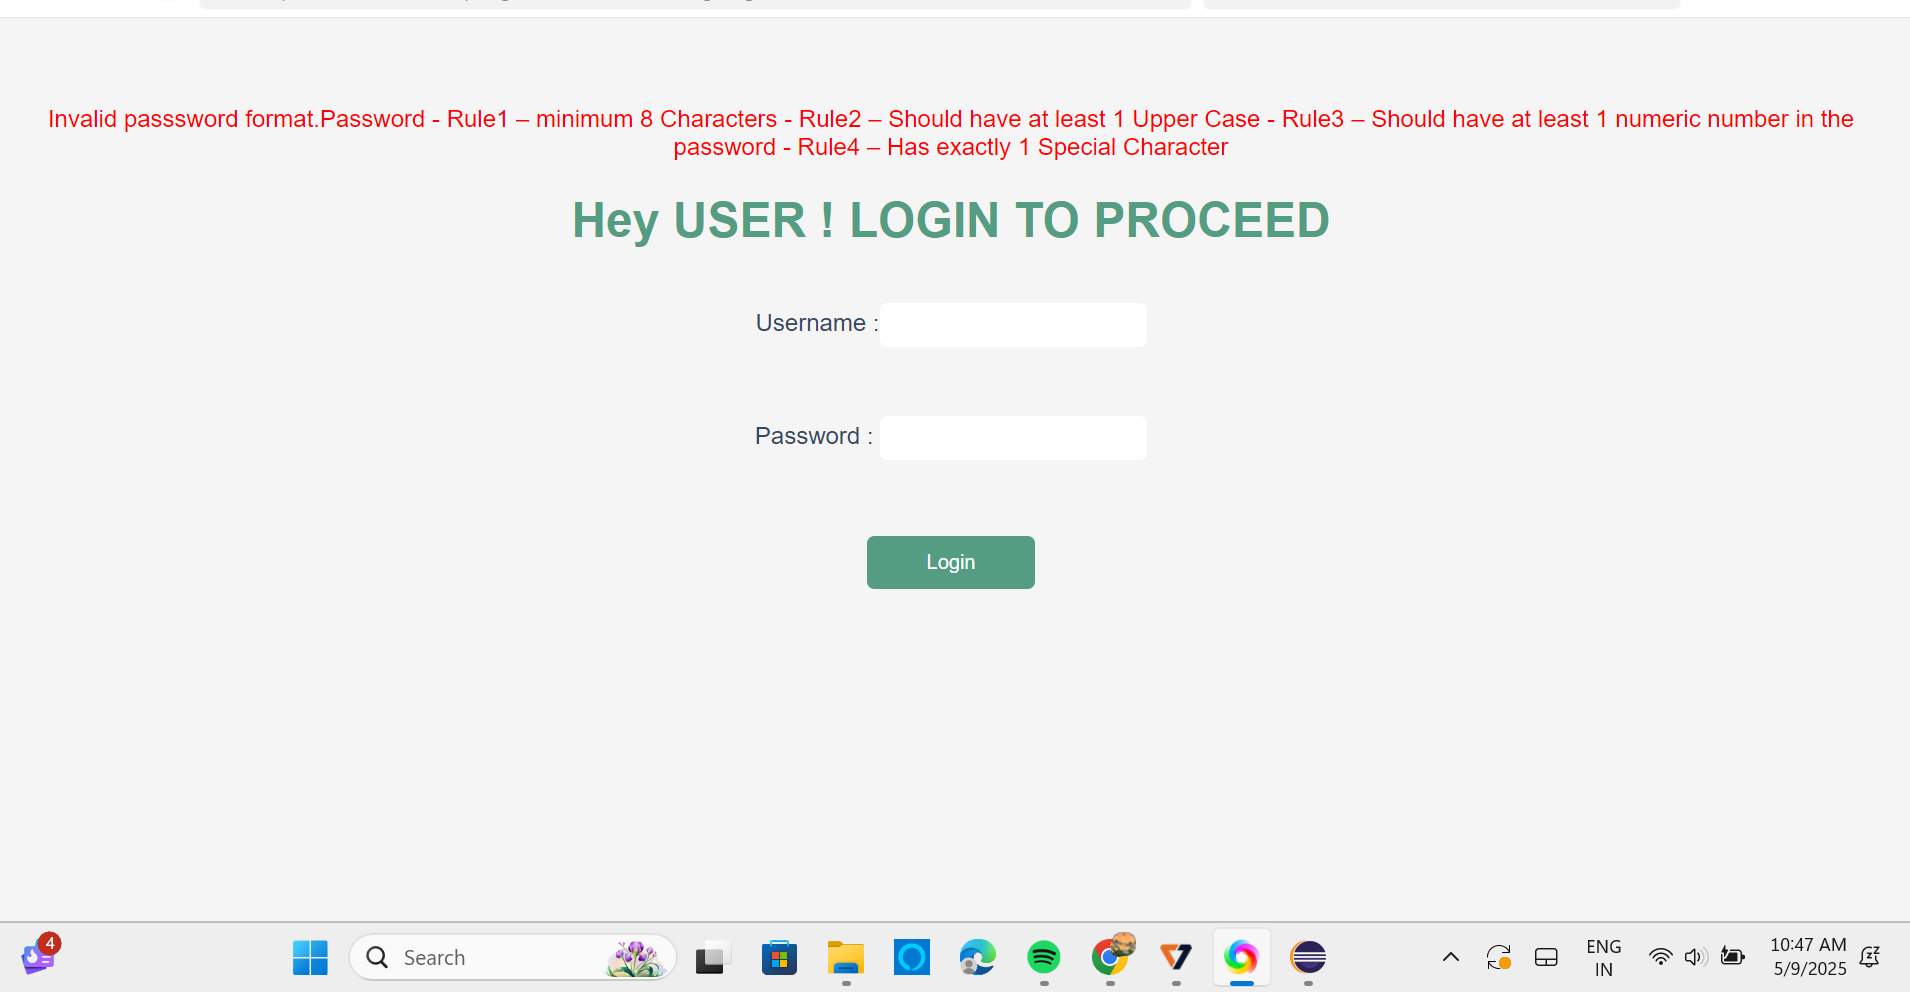 Invalid passsword format.Password - Rule1 – minimum 8 Characters - Rule2 – Should have at least 1 Upper Case - Rule3 – Should have at least 1 numeric number in the
password - Rule4 – Has exactly 1 Special Character
Hey USER ! LOGIN TO PROCEED
Username :
Password :
Login
4
Search
ENG
IN
10:47 AM
5/9/2025